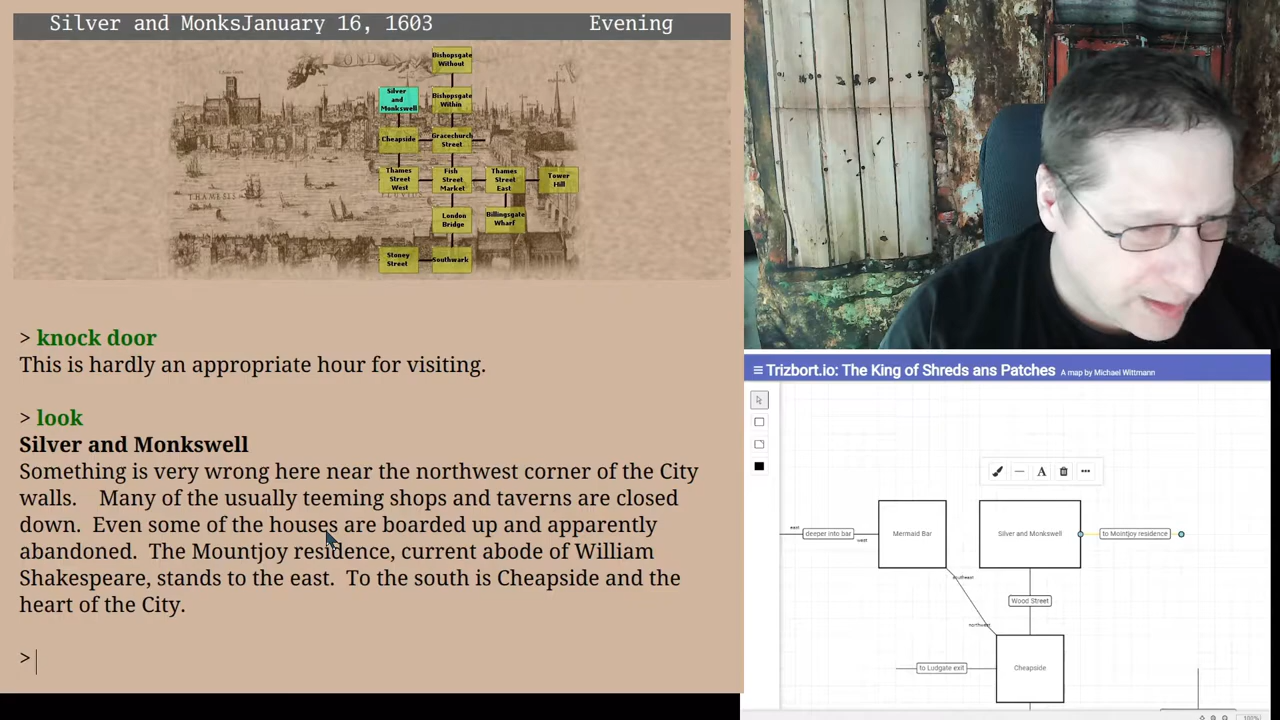 Silver and MonksJanuary 16, 1603 Evening
Bishopsgate
Without
Silver
and
Monkswell
Bishopsgate
Within
Cheapside
Gracechurch
Street
Thames
Street
West
Fish
Street
Market
Thames
Street
East
Tower
Hill
London
Bridge
Billingsgate
Wharf
Stoney
Street
Southwark
THAMESIS
> knock door
This is hardly an appropriate hour for visiting.
> look
Silver and Monkswell
Something is very wrong here near the northwest corner of the City
walls. Many of the usually teeming shops and taverns are closed
down. Even some of the houses are boarded up and apparently
abandoned. The Mountjoy residence, current abode of William
Shakespeare, stands to the east. To the south is Cheapside and the
heart of the City.
>
Trizbort.io: The King of Shreds ans Patches A map by Michael Wittmann
A
east
deeper into bar
west
Mermaid Bar
Silver and Monkswell
to Mointjoy residence
southeast
Wood Street
northwest
to Ludgate exit
Cheapside
100%